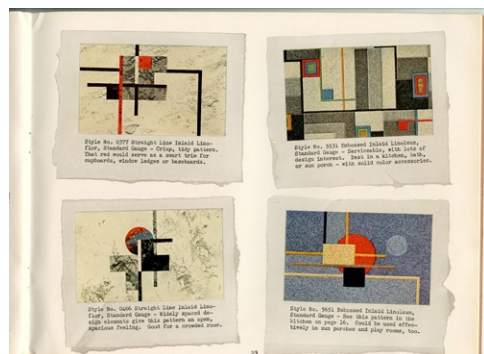 Style No. 0377 Straight Line Inlaid Lino-
flor, Standard Gauge - Crisp, tidy pattern.
That red would serve as a smart trim for
cupboards, window ledges or baseboards.
Style No. 5331 Embossed Inlaid Linoleum,
Standard Gauge - Serviceable, with lots of
design interest. Best in a kitchen, bath,
or sun porch - with solid color accessories.
Style No. 0466 Straight Line Inlaid Lino-
flor, Standard Gauge - Widely spaced de-
sign elements give this pattern an open,
spacious feeling. Good for a crowded room.
Style No. 5651 Embossed Inlaid Linoleum,
Standard Gauge - See this pattern in the
kitchen on page 16. Could be used effec-
tively in sun porches and play rooms, too.